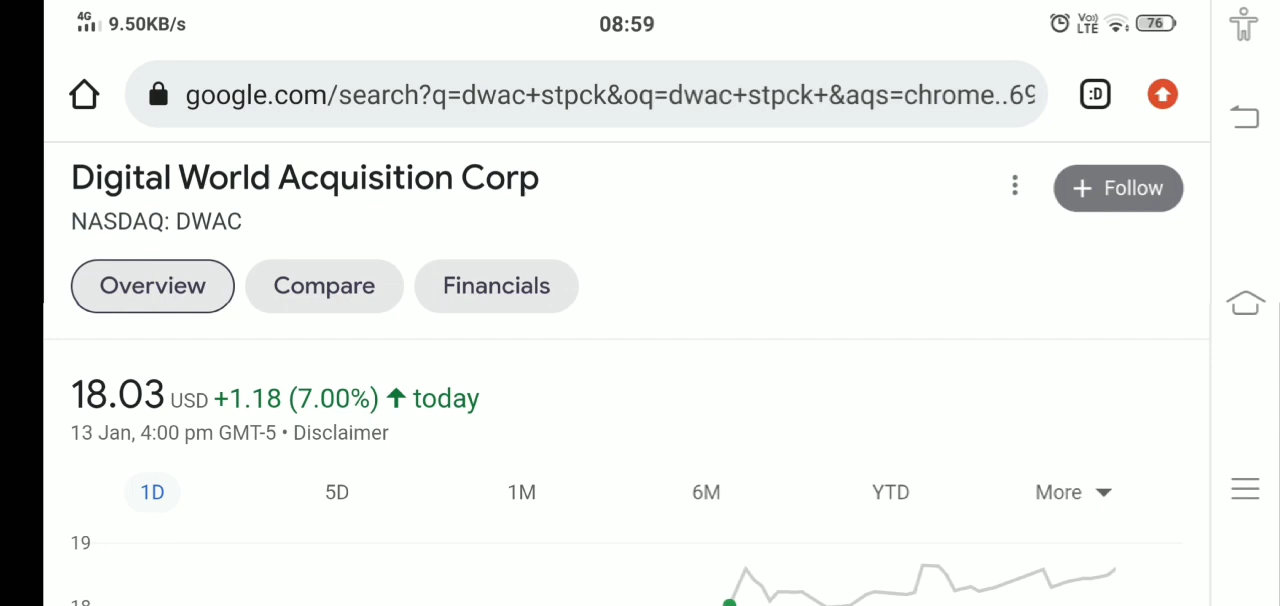 4G 9.50KB/s 08:59 Vo)) LTE 76
google.com/search?q=dwac+stpck&oq=dwac+stpck+&aqs=chrome..69 :D
Digital World Acquisition Corp
+ Follow
NASDAQ: DWAC
Overview Compare Financials
18.03 USD +1.18 (7.00%) today
13 Jan, 4:00 pm GMT-5 • Disclaimer
1D 5D 1M 6M YTD More
19
18